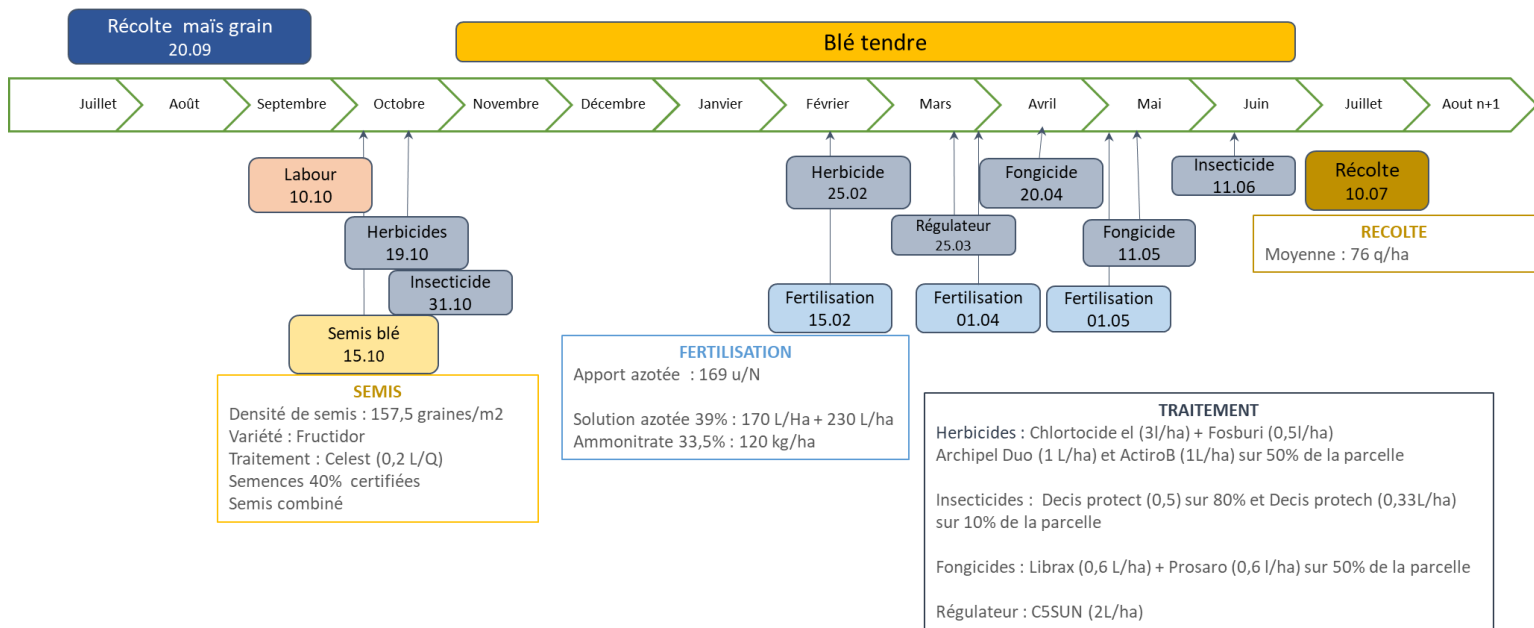 Récolte maïs grain
20.09
Blé tendre
Juillet
Août
Septembre
Octobre
Novembre
Décembre
Janvier
Février
Mars
Avril
Mai
Juin
Juillet
Aout n+1
Labour
10.10
Herbicides
19.10
Insecticide
31.10
Semis blé
15.10
Herbicide
25.02
Régulateur
25.03
Fongicide
20.04
Fongicide
11.05
Insecticide
11.06
Récolte
10.07
Fertilisation
15.02
Fertilisation
01.04
Fertilisation
01.05
RECOLTE
Moyenne : 76 q/ha
SEMIS
Densité de semis : 157,5 graines/m2
Variété : Fructidor
Traitement : Celest (0,2 L/Q)
Semences 40% certifiées
Semis combiné
FERTILISATION
Apport azotée : 169 u/N
Solution azotée 39% : 170 L/Ha + 230 L/ha
Ammonitrate 33,5% : 120 kg/ha
TRAITEMENT
Herbicides : Chlortocide el (3l/ha) + Fosburi (0,5l/ha)
Archipel Duo (1 L/ha) et ActiroB (1L/ha) sur 50% de la parcelle
Insecticides : Decis protect (0,5) sur 80% et Decis protech (0,33L/ha)
sur 10% de la parcelle
Fongicides : Librax (0,6 L/ha) + Prosaro (0,6 l/ha) sur 50% de la parcelle
Régulateur : C5SUN (2L/ha)